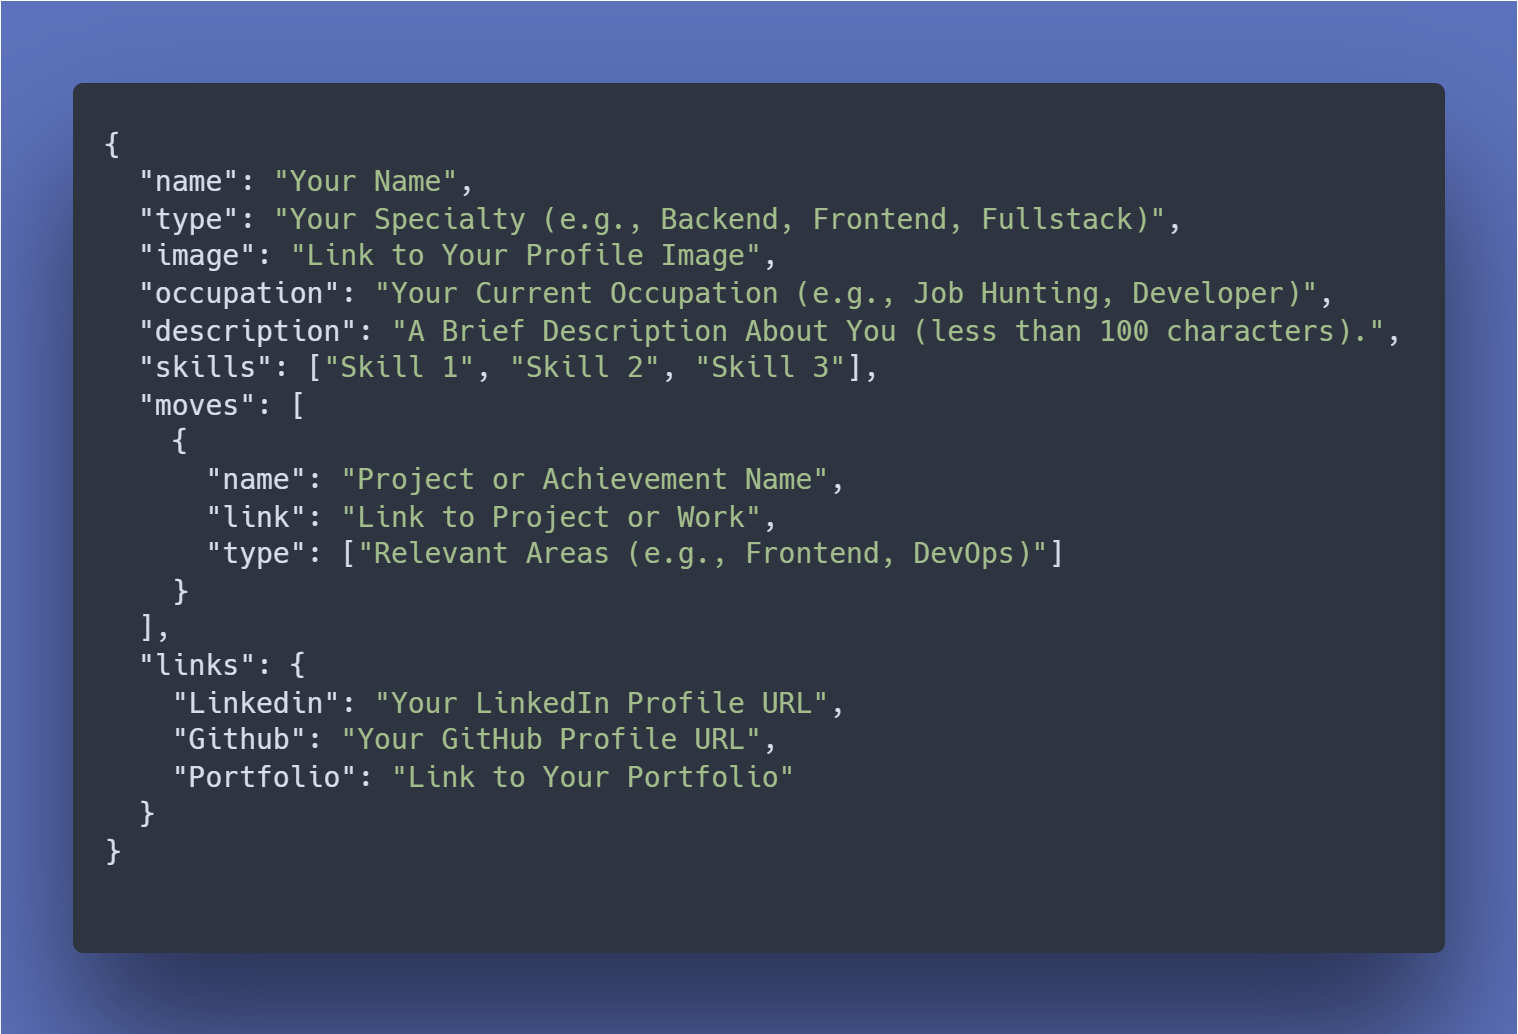 {
  "name": "Your Name",
  "type": "Your Specialty (e.g., Backend, Frontend, Fullstack)",
  "image": "Link to Your Profile Image",
  "occupation": "Your Current Occupation (e.g., Job Hunting, Developer)",
  "description": "A Brief Description About You (less than 100 characters).",
  "skills": ["Skill 1", "Skill 2", "Skill 3"],
  "moves": [
    {
      "name": "Project or Achievement Name",
      "link": "Link to Project or Work",
      "type": ["Relevant Areas (e.g., Frontend, DevOps)"]
    }
  ],
  "links": {
    "Linkedin": "Your LinkedIn Profile URL",
    "Github": "Your GitHub Profile URL",
    "Portfolio": "Link to Your Portfolio"
  }
}